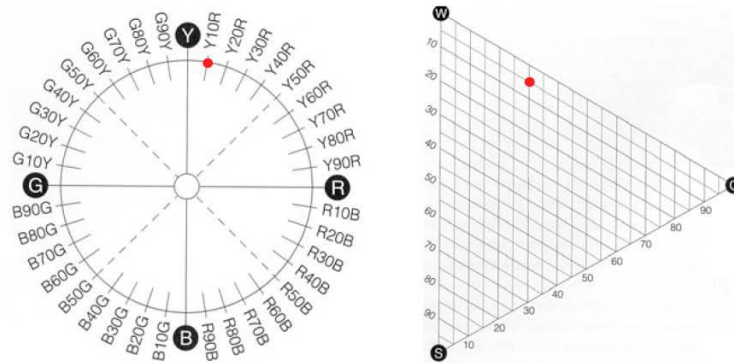 Y
Y10R
Y20R
Y30R
Y40R
Y50R
Y60R
Y70R
Y80R
Y90R
R
R10B
R20B
R30B
R40B
R50B
R60B
R70B
R80B
R90B
B
B10G
B20G
B30G
B40G
B50G
B60G
B70G
B80G
B90G
G
G10Y
G20Y
G30Y
G40Y
G50Y
G60Y
G70Y
G80Y
G90Y
W
10
20
30
40
50
60
70
80
90
S
10
20
30
40
50
60
70
80
90
C